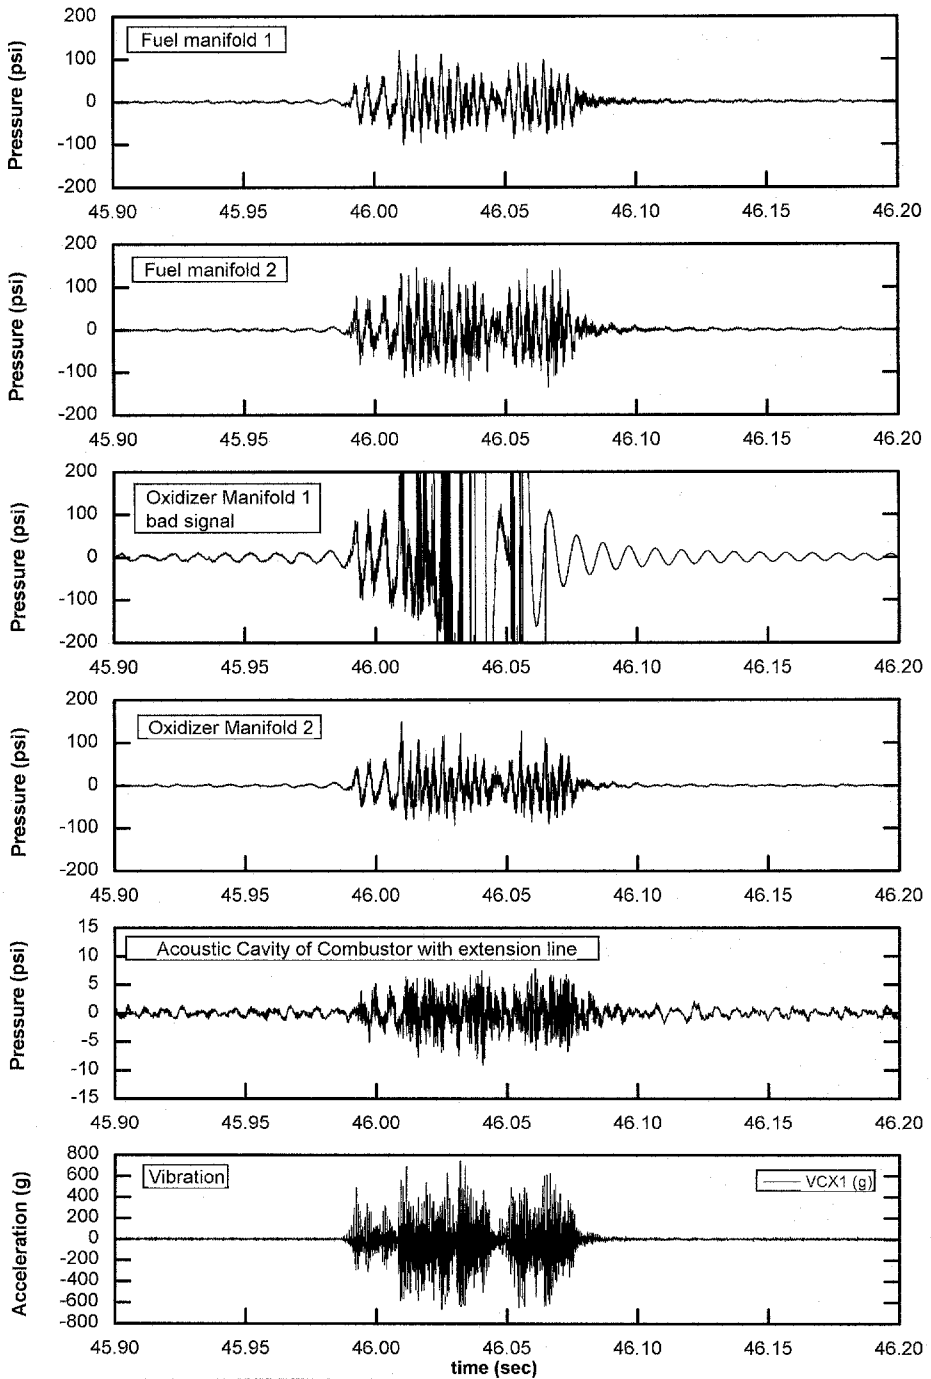 200
Fuel manifold 1
100
Pressure (psi)
0
-100
-200
45.90 45.95 46.00 46.05 46.10 46.15 46.20
200
Fuel manifold 2
100
Pressure (psi)
0
-100
-200
45.90 45.95 46.00 46.05 46.10 46.15 46.20
200
Oxidizer Manifold 1
bad signal
100
Pressure (psi)
0
-100
-200
45.90 45.95 46.00 46.05 46.10 46.15 46.20
200
Oxidizer Manifold 2
100
Pressure (psi)
0
-100
-200
45.90 45.95 46.00 46.05 46.10 46.15 46.20
15
Acoustic Cavity of Combustor with extension line
10
5
Pressure (psi)
0
-5
-10
-15
45.90 45.95 46.00 46.05 46.10 46.15 46.20
800
Vibration
VCX1 (g)
600
400
200
Acceleration (g)
0
-200
-400
-600
-800
45.90 45.95 46.00 46.05 46.10 46.15 46.20
time (sec)